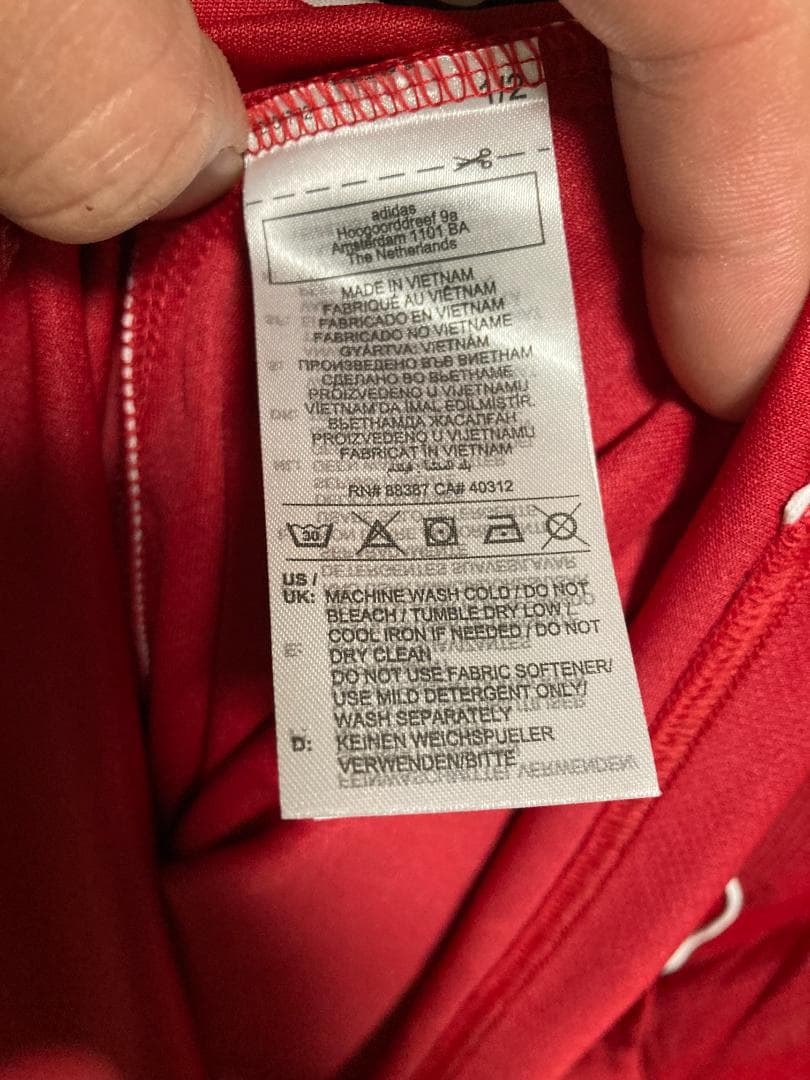 1/2
adidas
Hoogoorddreef 9a
Amsterdam 1101 BA
The Netherlands
MADE IN VIETNAM
FABRIQUÉ AU VIÊTNAM
FABRICADO EN VIETNAM
FABRICADO NO VIETNAME
GYÁRTVA: VIETNÁM
ПРОИЗВЕДЕНО ВЪВ ВИЕТНАМ
СДЕЛАНО ВО ВЬЕТНАМЕ
PROIZVEDENO U VIJETNAMU
VIETNAM'DA IMAL EDILMISTIR.
ВЬЕТНАМДА ЖАСАЛҒАН
PROIZVEDENO U VIJETNAMU
FABRICAT ÎN VIETNAM
RN# 88387 CA# 40312
30
US /
UK: MACHINE WASH COLD / DO NOT
BLEACH / TUMBLE DRY LOW /
COOL IRON IF NEEDED / DO NOT
DRY CLEAN
DO NOT USE FABRIC SOFTENER/
USE MILD DETERGENT ONLY/
WASH SEPARATELY
D: KEINEN WEICHSPUELER
VERWENDEN/BITTE